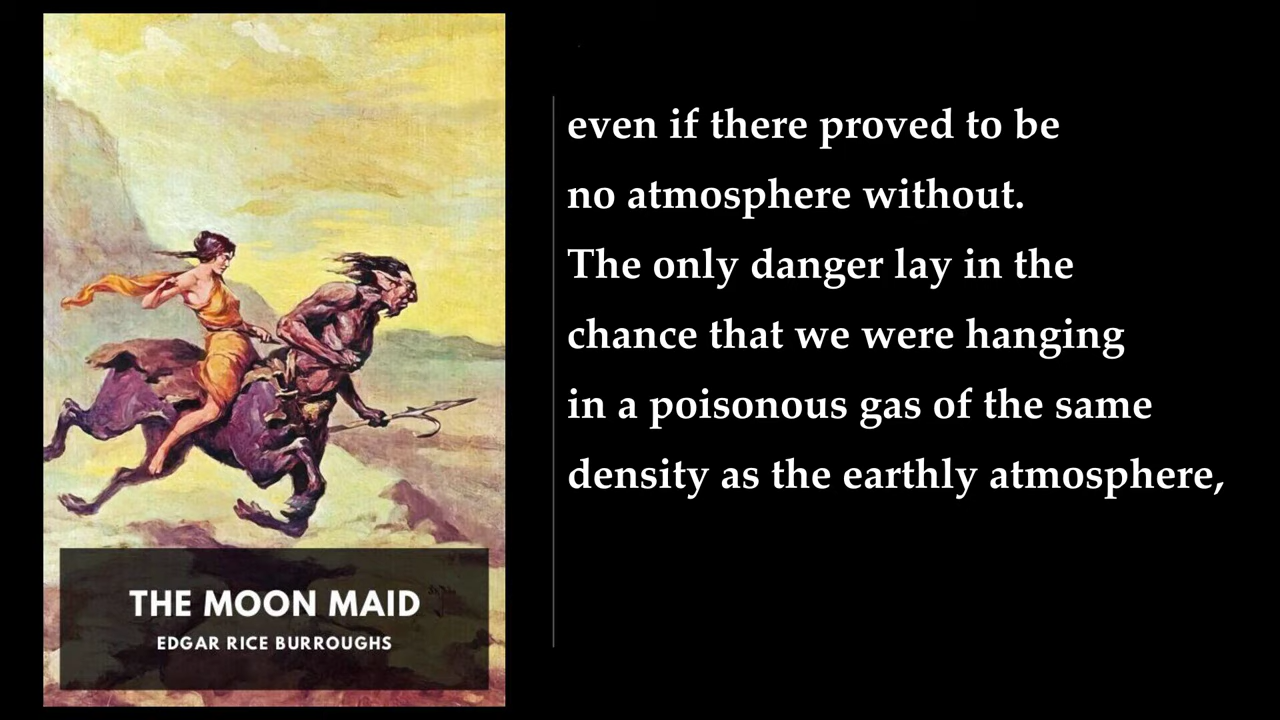 even if there proved to be
no atmosphere without.
The only danger lay in the
chance that we were hanging
in a poisonous gas of the same
density as the earthly atmosphere,
THE MOON MAID
EDGAR RICE BURROUGHS